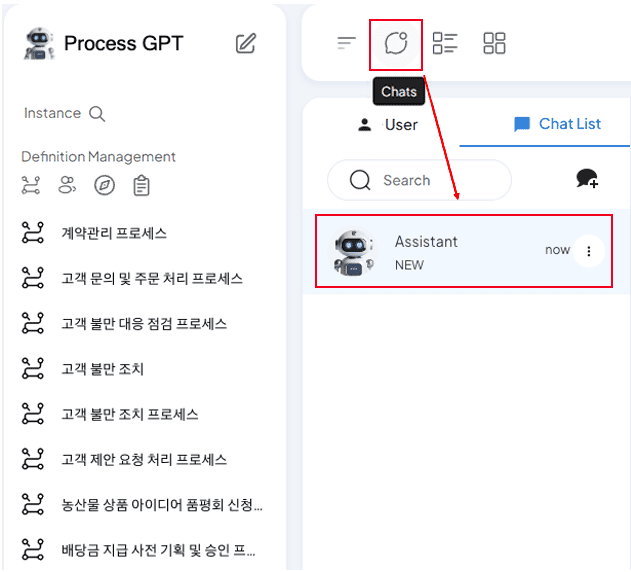 Process GPT
Instance
Definition Management
계약관리 프로세스
고객 문의 및 주문 처리 프로세스
고객 불만 대응 점검 프로세스
고객 불만 조치
고객 불만 조치 프로세스
고객 제안 요청 처리 프로세스
농산물 상품 아이디어 품평회 신청...
배당금 지급 사전 기획 및 승인 프...
Chats
User
Chat List
Search
Assistant
now
NEW